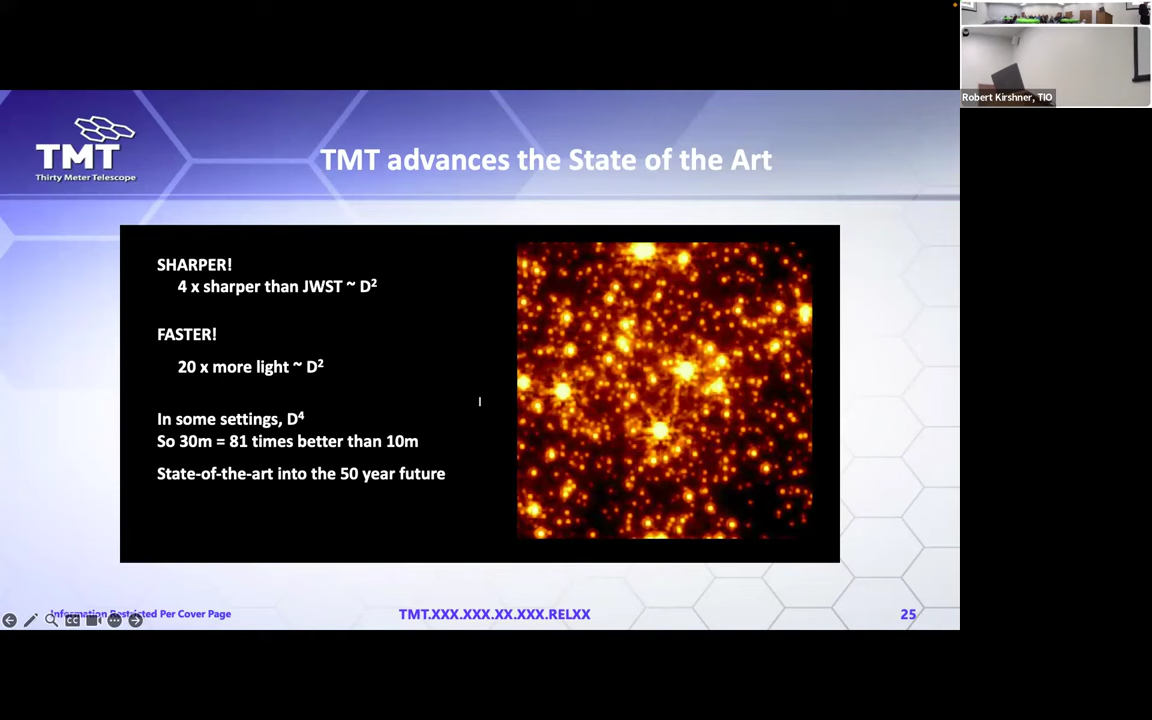 Robert Kirshner, TIO
TMT
Thirty Meter Telescope
TMT advances the State of the Art
SHARPER!
4 x sharper than JWST ~ D²
FASTER!
20 x more light ~ D²
In some settings, D⁴
So 30m = 81 times better than 10m
State-of-the-art into the 50 year future
Information Restricted Per Cover Page
TMT.XXX.XXX.XX.XXX.RELXX
25